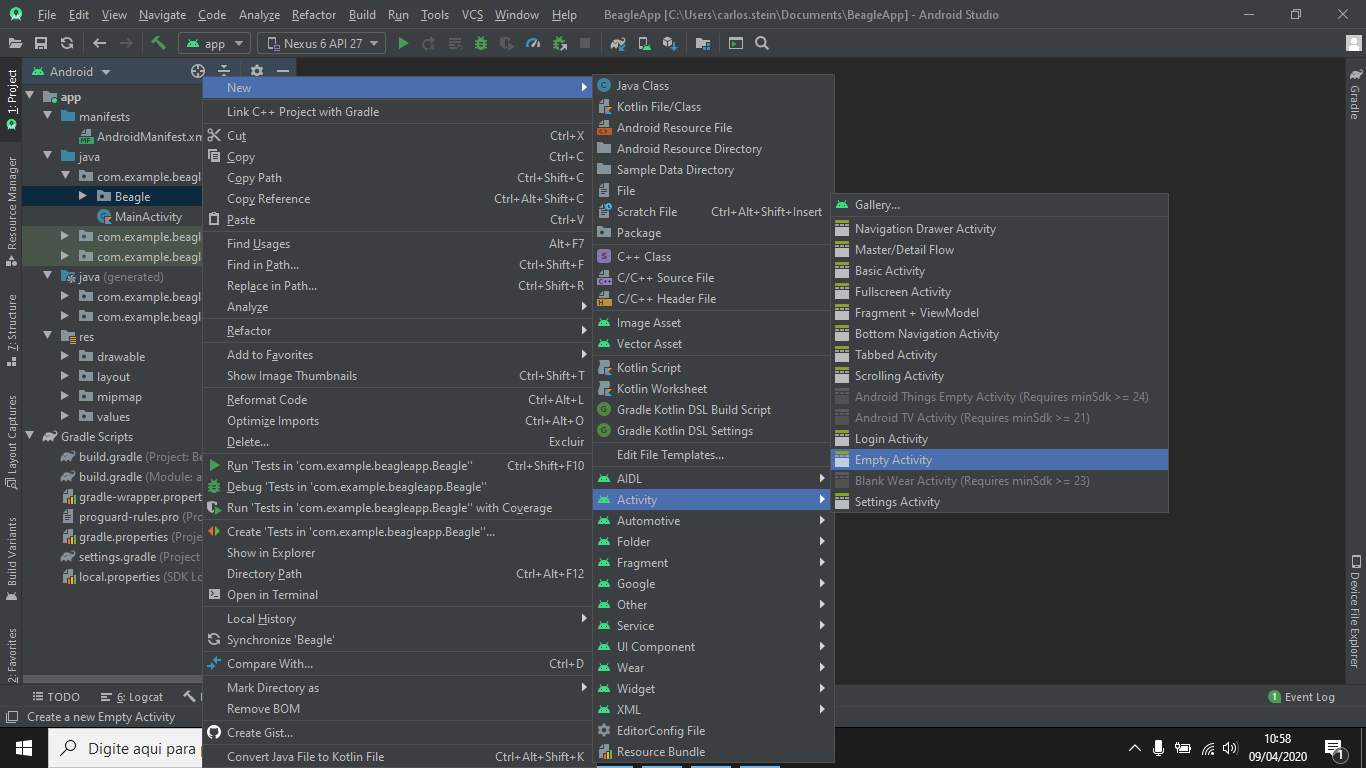 File Edit View Navigate Code Analyze Refactor Build Run Tools VCS Window Help BeagleApp [C:\Users\carlos.stein\Documents\BeagleApp] - Android Studio
app Nexus 6 API 27
Android
1: Project
Resource Manager
7: Structure
Layout Captures
Build Variants
2: Favorites
app
manifests
AndroidManifest.xm
java
com.example.beagl
Beagle
MainActivity
com.example.beagl
com.example.beagl
java (generated)
com.example.beagl
com.example.beagl
res
drawable
layout
mipmap
values
Gradle Scripts
build.gradle (Project: Be
build.gradle (Module: a
gradle-wrapper.propert
proguard-rules.pro (Pro
gradle.properties (Proje
settings.gradle (Project
local.properties (SDK Lo
New
Link C++ Project with Gradle
Cut Ctrl+X
Copy Ctrl+C
Copy Path Ctrl+Shift+C
Copy Reference Ctrl+Alt+Shift+C
Paste Ctrl+V
Find Usages Alt+F7
Find in Path... Ctrl+Shift+F
Replace in Path... Ctrl+Shift+R
Analyze
Refactor
Add to Favorites
Show Image Thumbnails Ctrl+Shift+T
Reformat Code Ctrl+Alt+L
Optimize Imports Ctrl+Alt+O
Delete... Excluir
Run 'Tests in 'com.example.beagleapp.Beagle'' Ctrl+Shift+F10
Debug 'Tests in 'com.example.beagleapp.Beagle''
Run 'Tests in 'com.example.beagleapp.Beagle'' with Coverage
Create 'Tests in 'com.example.beagleapp.Beagle''...
Show in Explorer
Directory Path Ctrl+Alt+F12
Open in Terminal
Local History
Synchronize 'Beagle'
Compare With... Ctrl+D
Mark Directory as
Remove BOM
Create Gist...
Convert Java File to Kotlin File Ctrl+Alt+Shift+K
Java Class
Kotlin File/Class
Android Resource File
Android Resource Directory
Sample Data Directory
File
Scratch File Ctrl+Alt+Shift+Insert
Package
C++ Class
C/C++ Source File
C/C++ Header File
Image Asset
Vector Asset
Kotlin Script
Kotlin Worksheet
Gradle Kotlin DSL Build Script
Gradle Kotlin DSL Settings
Edit File Templates...
AIDL
Activity
Automotive
Folder
Fragment
Google
Other
Service
UI Component
Wear
Widget
XML
EditorConfig File
Resource Bundle
Gallery...
Navigation Drawer Activity
Master/Detail Flow
Basic Activity
Fullscreen Activity
Fragment + ViewModel
Bottom Navigation Activity
Tabbed Activity
Scrolling Activity
Android Things Empty Activity (Requires minSdk >= 24)
Android TV Activity (Requires minSdk >= 21)
Login Activity
Empty Activity
Blank Wear Activity (Requires minSdk >= 23)
Settings Activity
Gradle
Device File Explorer
TODO 6: Logcat
1 Event Log
Create a new Empty Activity
Digite aqui para
10:58
09/04/2020
1